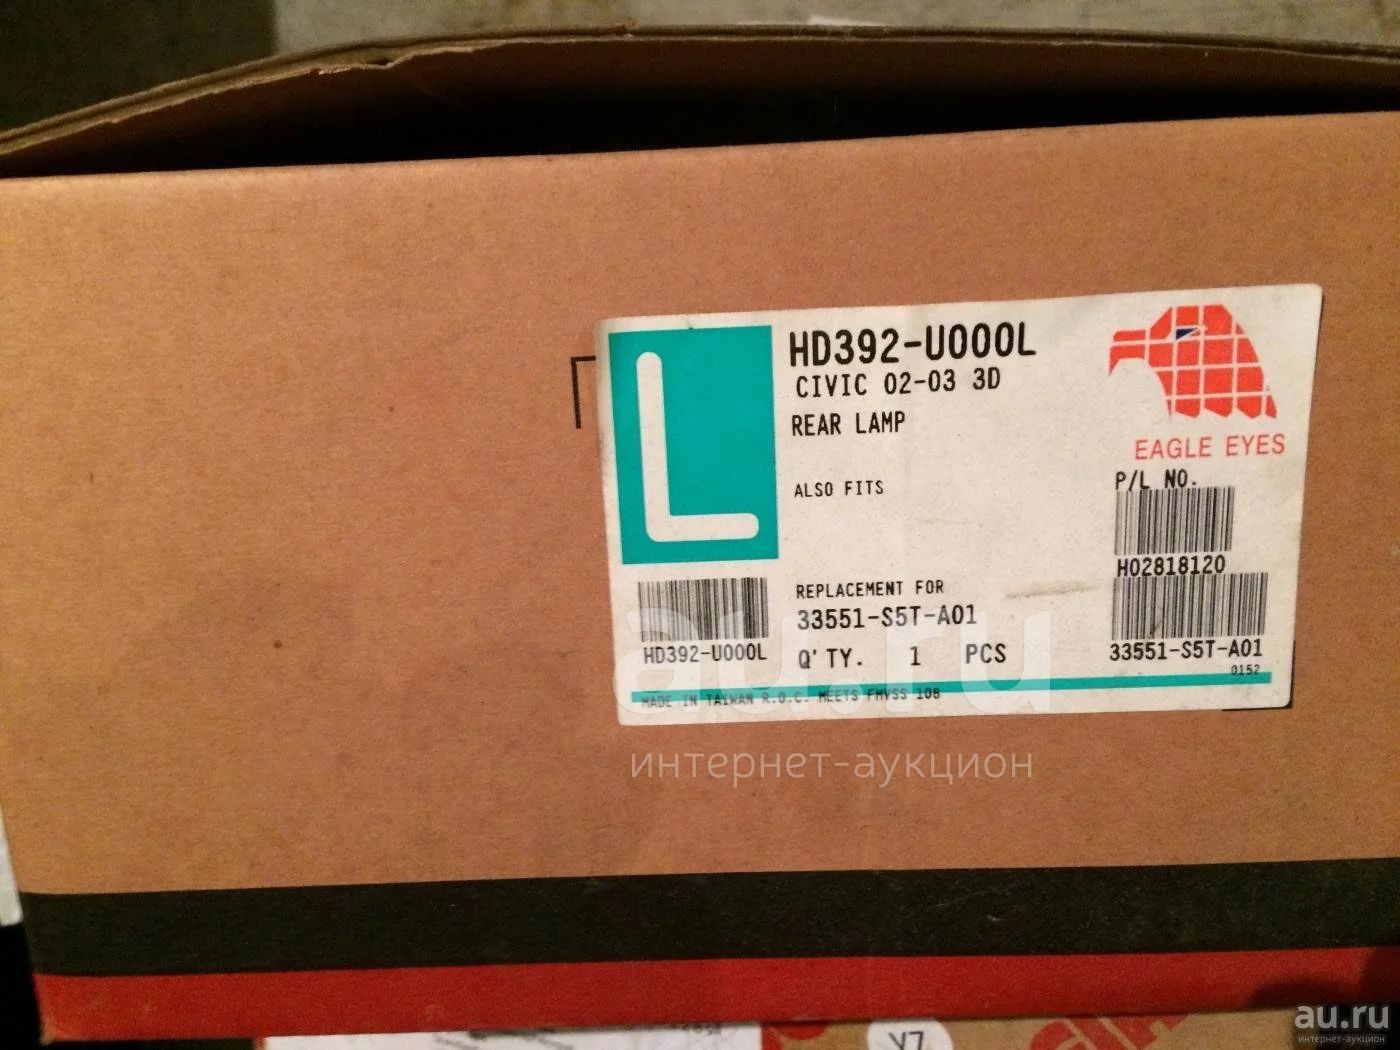 L
HD392-U000L
CIVIC 02-03 3D
REAR LAMP
EAGLE EYES
ALSO FITS
P/L NO.
H02818120
REPLACEMENT FOR
33551-S5T-A01
HD392-U000L
Q'TY. 1 PCS
33551-S5T-A01
0152
MADE IN TAIWAN R.O.C. MEETS FMVSS 108
au.ru
интернет-аукцион
au.ru
интернет-аукцион